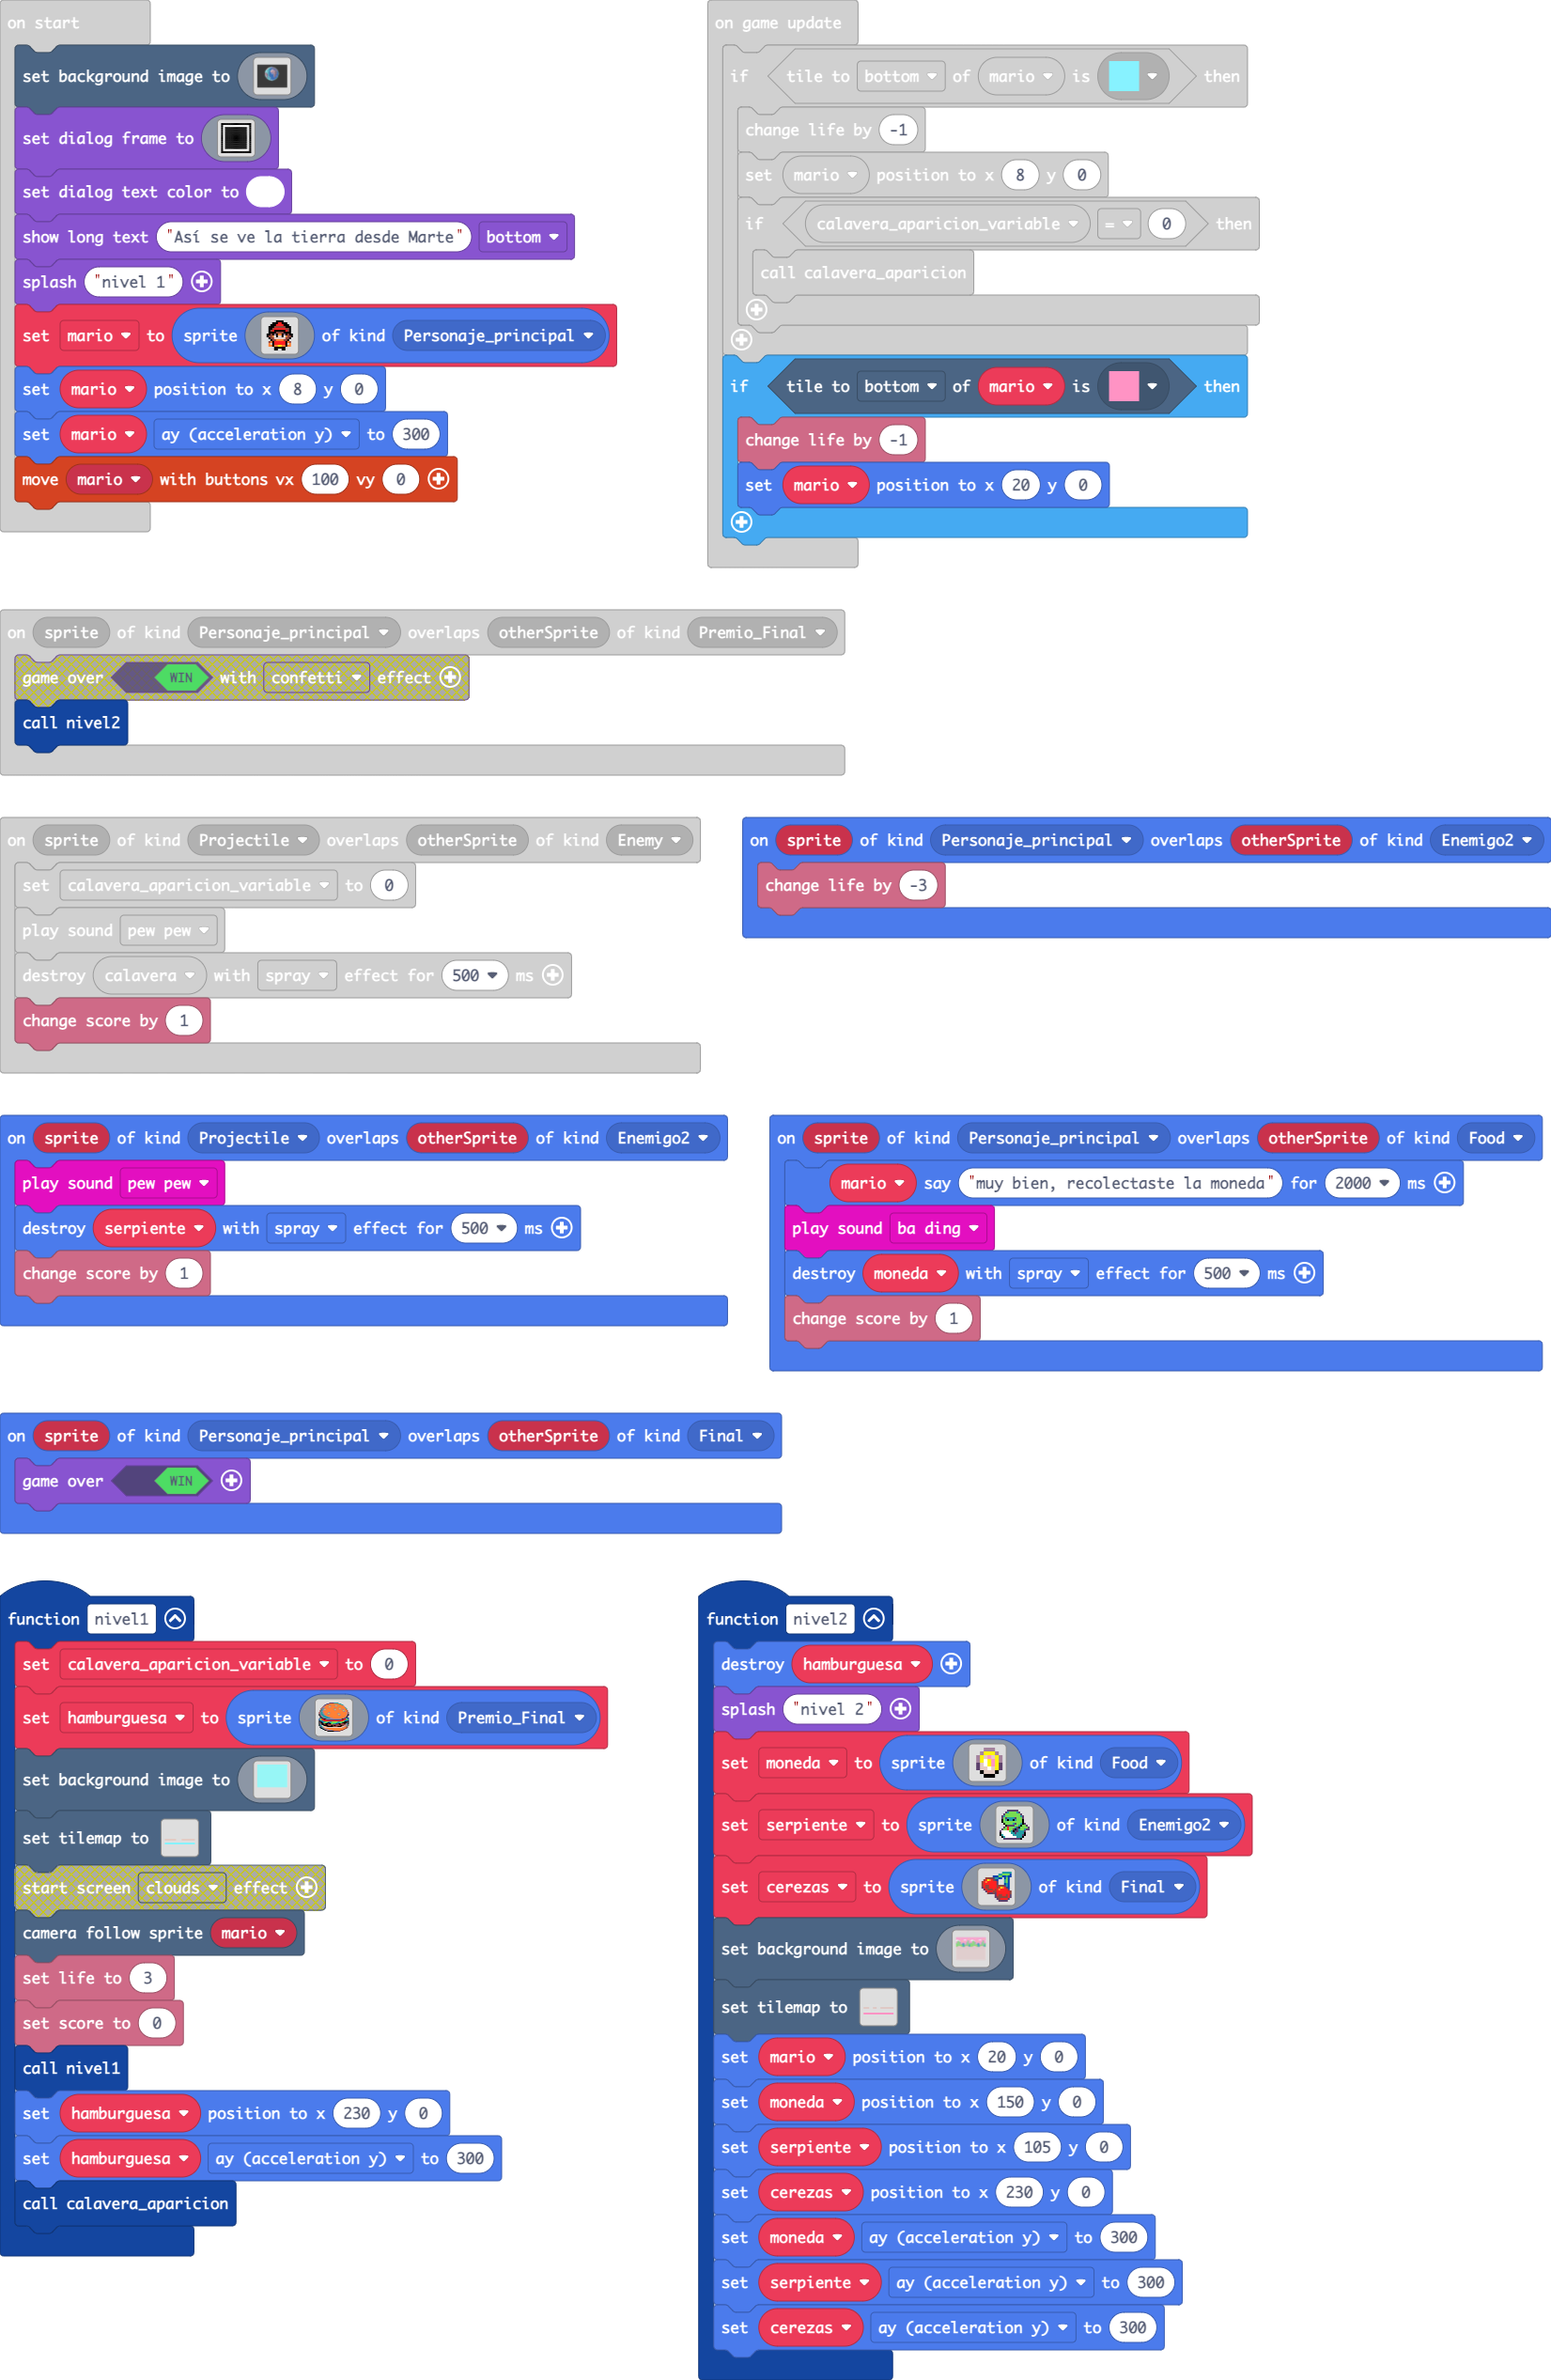 on start
set background image to
set dialog frame to
set dialog text color to
show long text "Así se ve la tierra desde Marte" bottom
splash "nivel 1"
set mario to sprite of kind Personaje_principal
set mario position to x 8 y 0
set mario ay (acceleration y) to 300
move mario with buttons vx 100 vy 0
on game update
if tile to bottom of mario is then
change life by -1
set mario position to x 8 y 0
if calavera_aparicion_variable = 0 then
call calavera_aparicion
if tile to bottom of mario is then
change life by -1
set mario position to x 20 y 0
on sprite of kind Personaje_principal overlaps otherSprite of kind Premio_Final
game over WIN with confetti effect
call nivel2
on sprite of kind Projectile overlaps otherSprite of kind Enemy
set calavera_aparicion_variable to 0
play sound pew pew
destroy calavera with spray effect for 500 ms
change score by 1
on sprite of kind Personaje_principal overlaps otherSprite of kind Enemigo2
change life by -3
on sprite of kind Projectile overlaps otherSprite of kind Enemigo2
play sound pew pew
destroy serpiente with spray effect for 500 ms
change score by 1
on sprite of kind Personaje_principal overlaps otherSprite of kind Food
mario say "muy bien, recolectaste la moneda" for 2000 ms
play sound ba ding
destroy moneda with spray effect for 500 ms
change score by 1
on sprite of kind Personaje_principal overlaps otherSprite of kind Final
game over WIN
function nivel1
set calavera_aparicion_variable to 0
set hamburguesa to sprite of kind Premio_Final
set background image to
set tilemap to
start screen clouds effect
camera follow sprite mario
set life to 3
set score to 0
call nivel1
set hamburguesa position to x 230 y 0
set hamburguesa ay (acceleration y) to 300
call calavera_aparicion
function nivel2
destroy hamburguesa
splash "nivel 2"
set moneda to sprite of kind Food
set serpiente to sprite of kind Enemigo2
set cerezas to sprite of kind Final
set background image to
set tilemap to
set mario position to x 20 y 0
set moneda position to x 150 y 0
set serpiente position to x 105 y 0
set cerezas position to x 230 y 0
set moneda ay (acceleration y) to 300
set serpiente ay (acceleration y) to 300
set cerezas ay (acceleration y) to 300